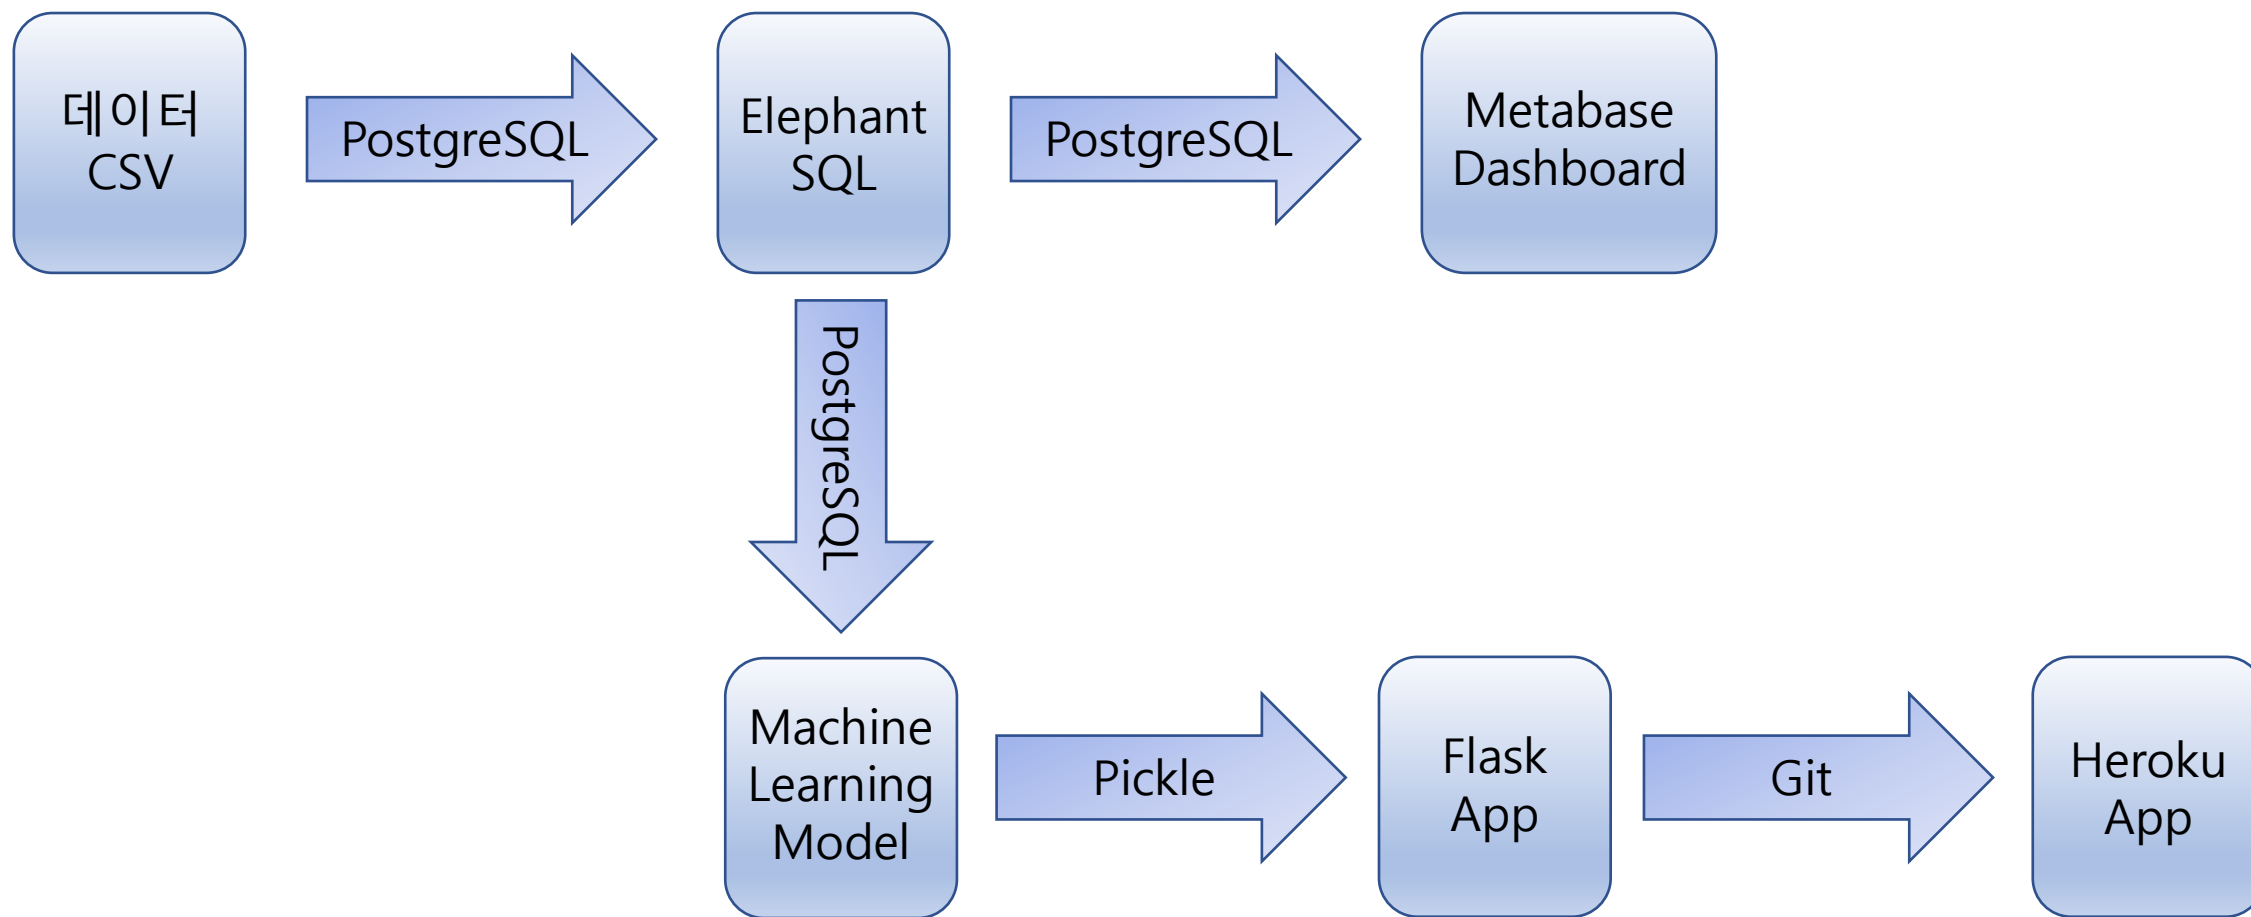 데이터
CSV
PostgreSQL
Elephant
SQL
PostgreSQL
Metabase
Dashboard
PostgreSQL
Machine
Learning
Model
Pickle
Flask
App
Git
Heroku
App